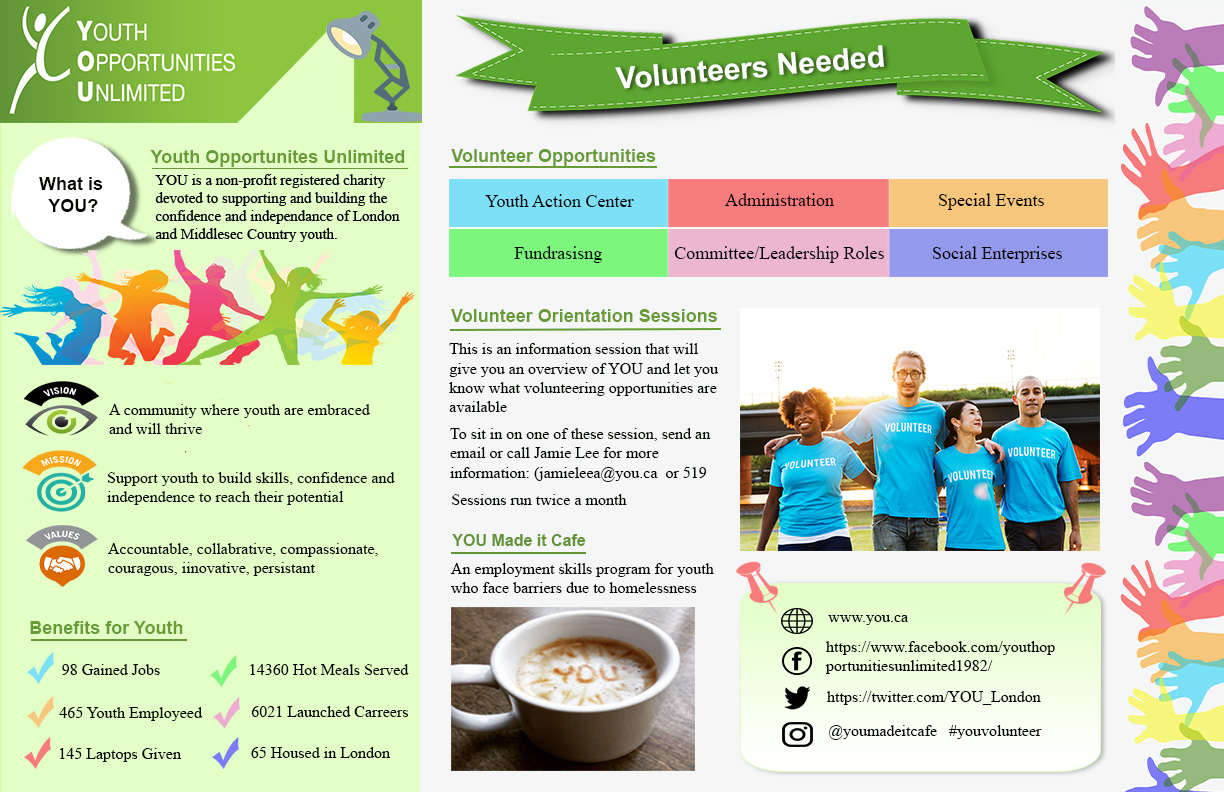 YOUTH
OPPORTUNITIES
UNLIMITED
What is
YOU?
Youth Opportunites Unlimited
YOU is a non-profit registered charity
devoted to supporting and building the
confidence and independance of London
and Middlesec Country youth.
VISION
A community where youth are embraced
and will thrive
MISSION
Support youth to build skills, confidence and
independence to reach their potential
VALUES
Accountable, collabrative, compassionate,
couragous, iinovative, persistant
Benefits for Youth
98 Gained Jobs
14360 Hot Meals Served
465 Youth Employeed
6021 Launched Carreers
145 Laptops Given
65 Housed in London
Volunteers Needed
Volunteer Opportunities
Youth Action Center
Administration
Special Events
Fundrasisng
Committee/Leadership Roles
Social Enterprises
Volunteer Orientation Sessions
This is an information session that will
give you an overview of YOU and let you
know what volunteering opportunities are
available
To sit in on one of these session, send an
email or call Jamie Lee for more
information: (jamieleea@you.ca or 519
Sessions run twice a month
VOLUNTEER
VOLUNTEER
VOLUNTEER
VOLUNTEER
YOU Made it Cafe
An employment skills program for youth
who face barriers due to homelessness
YOU
www.you.ca
https://www.facebook.com/youthop
portunitiesunlimited1982/
https://twitter.com/YOU_London
@youmadeitcafe #youvolunteer